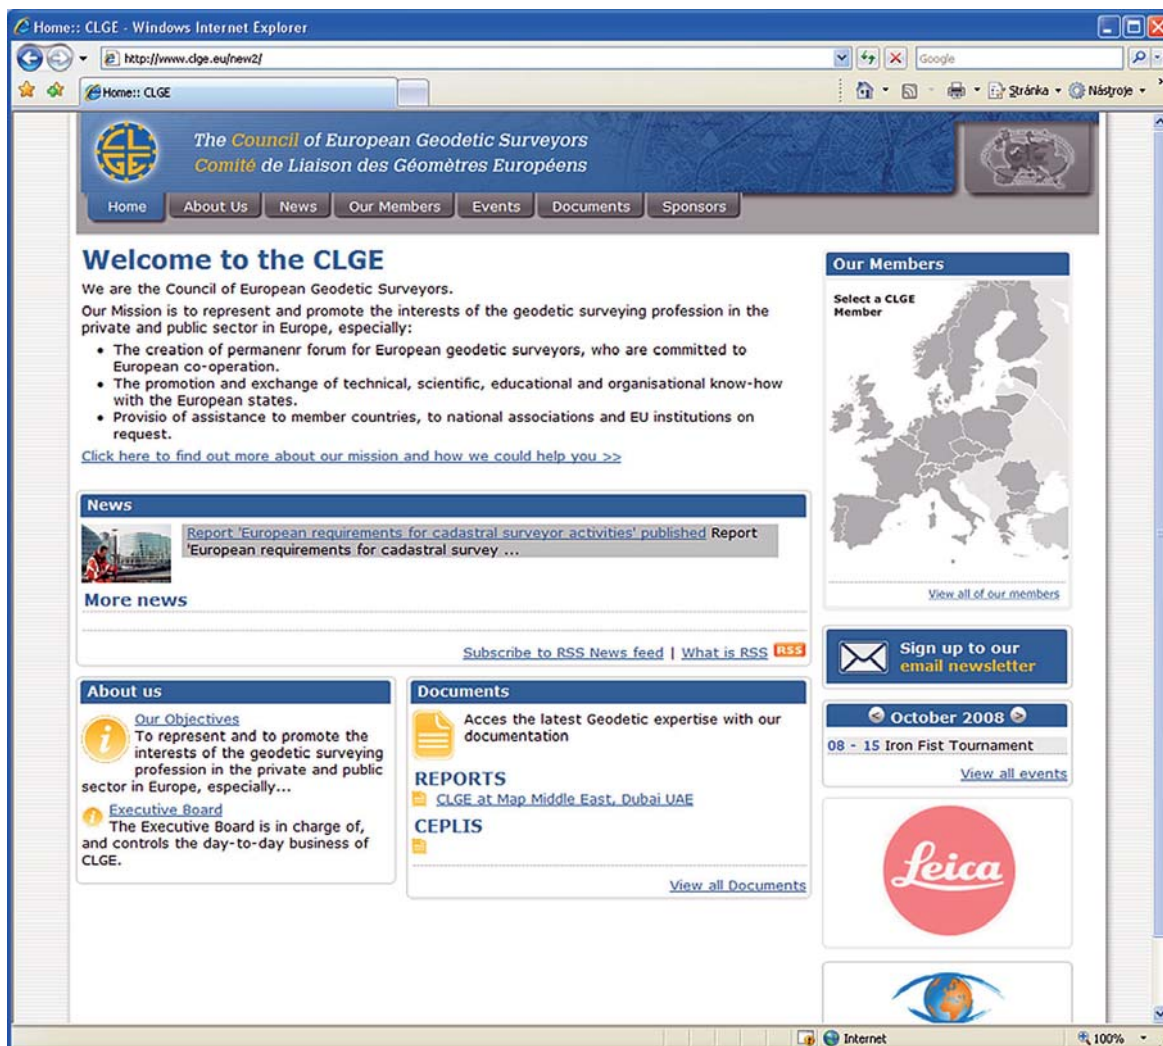 Home:: CLGE - Windows Internet Explorer
http://www.clge.eu/new2/
Google
Home:: CLGE
Stránka
Nástroje
CLGE
The Council of European Geodetic Surveyors
Comité de Liaison des Géomètres Européens
Home
About Us
News
Our Members
Events
Documents
Sponsors
Welcome to the CLGE
We are the Council of European Geodetic Surveyors.
Our Mission is to represent and promote the interests of the geodetic surveying profession in the
private and public sector in Europe, especially:
• The creation of permanenr forum for European geodetic surveyors, who are committed to
European co-operation.
• The promotion and exchange of technical, scientific, educational and organisational know-how
with the European states.
• Provisio of assistance to member countries, to national associations and EU institutions on
request.
Click here to find out more about our mission and how we could help you >>
News
Report 'European requirements for cadastral surveyor activities' published Report
'European requirements for cadastral survey ...
More news
Subscribe to RSS News feed | What is RSS RSS
About us
Our Objectives
To represent and to promote the
interests of the geodetic surveying
profession in the private and public
sector in Europe, especially...
Executive Board
The Executive Board is in charge of,
and controls the day-to-day business of
CLGE.
Documents
Acces the latest Geodetic expertise with our
documentation
REPORTS
CLGE at Map Middle East, Dubai UAE
CEPLIS
View all Documents
Our Members
Select a CLGE
Member
View all of our members
Sign up to our
email newsletter
October 2008
08 - 15 Iron Fist Tournament
View all events
Leica
Internet
100%